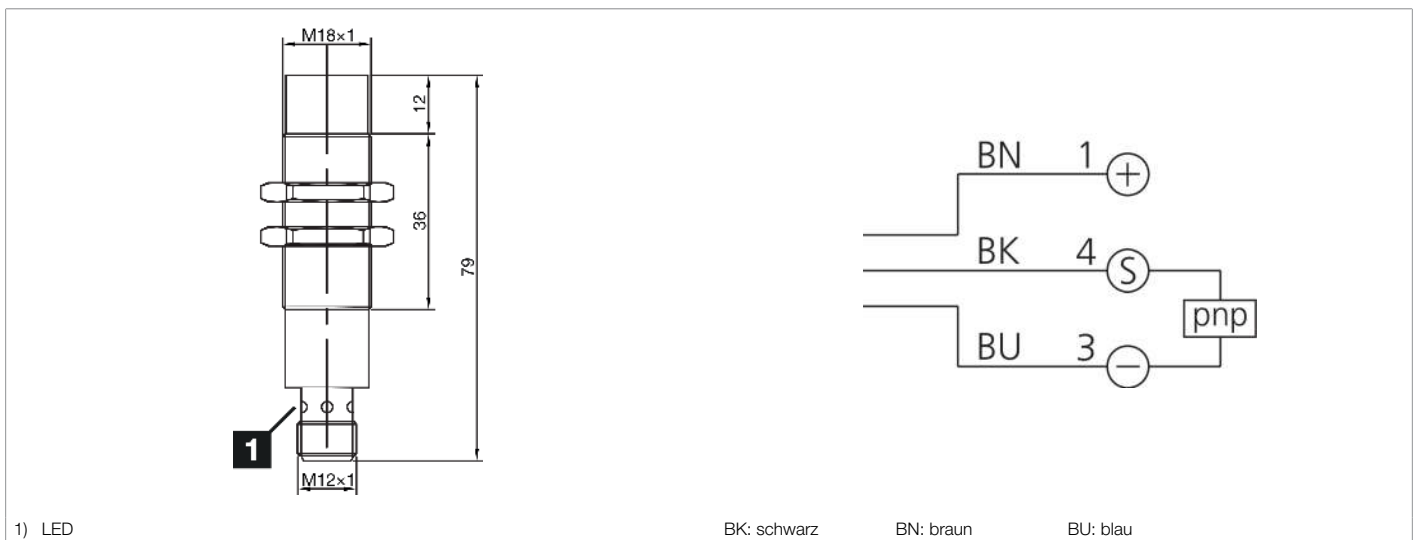 M18×1
12
36
79
1
M12×1
BN 1 +
BK 4 S
pnp
BU 3 −
1) LED
BK: schwarz BN: braun BU: blau